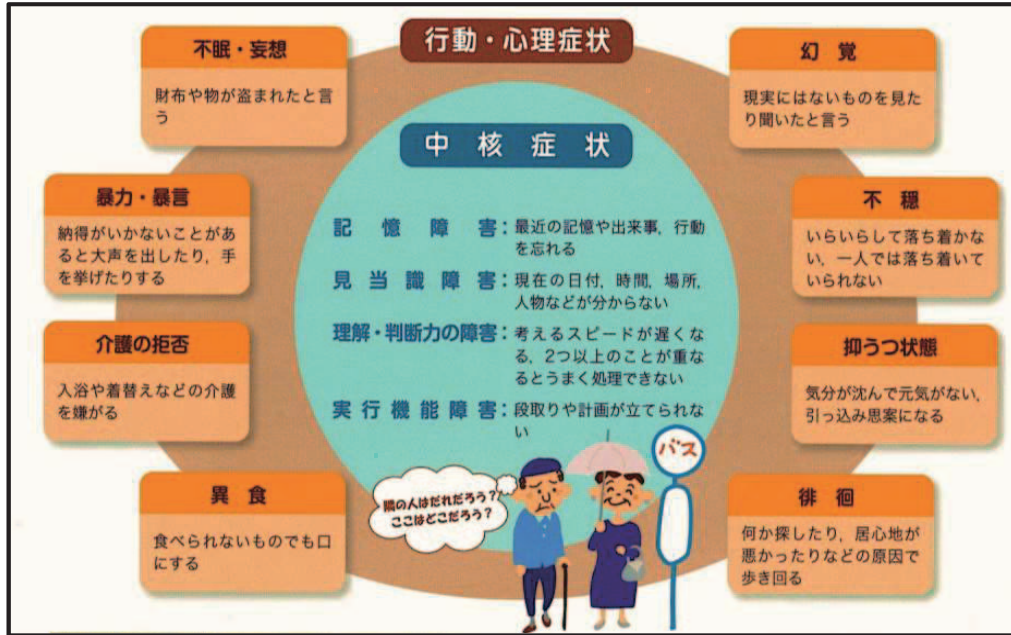 行動・心理症状
不眠・妄想
財布や物が盗まれたと言
う
幻覚
現実にはないものを見た
り聞いたと言う
中核症状
暴力・暴言
納得がいかないことがあ
ると大声を出したり，手
を挙げたりする
不穏
いらいらして落ち着かな
い，一人では落ち着いて
いられない
記憶障害：最近の記憶や出来事，行動
を忘れる
見当識障害：現在の日付，時間，場所，
人物などが分からない
理解・判断力の障害：考えるスピードが遅くな
る，2つ以上のことが重な
るとうまく処理できない
実行機能障害：段取りや計画が立てられな
い
介護の拒否
入浴や着替えなどの介護
を嫌がる
抑うつ状態
気分が沈んで元気がない，
引っ込み思案になる
異食
食べられないものでも口
にする
徘徊
何か探したり，居心地が
悪かったりなどの原因で
歩き回る
隣の人はだれだろう？
ここはどこだろう？
バス